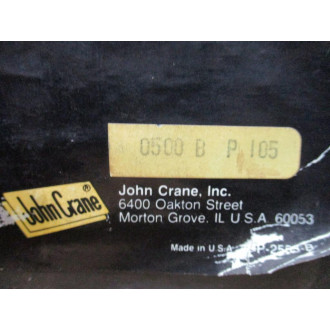 0500 B P 105
John Crane®
John Crane, Inc.
6400 Oakton Street
Morton Grove, IL U S A 60053
Made in U.S.A.